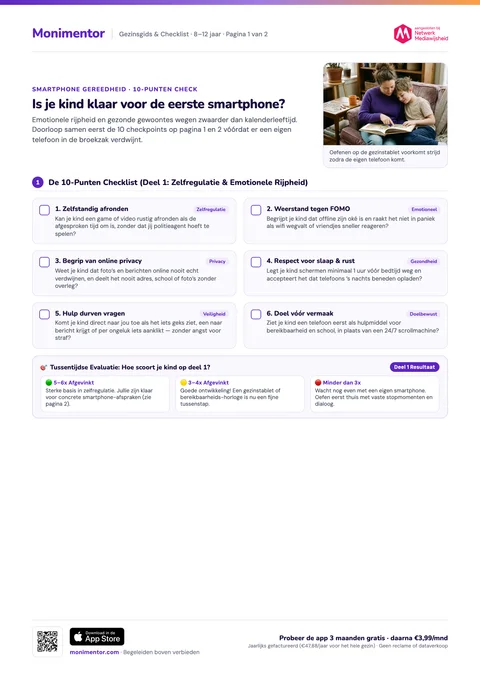 Monimentor
Gezinsgids & Checklist · 8–12 jaar · Pagina 1 van 2
aangesloten bij
Netwerk
Mediawijsheid
SMARTPHONE GEREEDHEID · 10-PUNTEN CHECK
Is je kind klaar voor de eerste smartphone?
Emotionele rijpheid en gezonde gewoontes wegen zwaarder dan kalenderleeftijd.
Doorloop samen eerst de 10 checkpoints op pagina 1 en 2 vóórdat er een eigen
telefoon in de broekzak verdwijnt.
Oefenen op de gezinstablet voorkomt strijd
zodra de eigen telefoon komt.
1 De 10-Punten Checklist (Deel 1: Zelfregulatie & Emotionele Rijpheid)
1. Zelfstandig afronden
Zelfregulatie
Kan je kind een game of video rustig afronden als de
afgesproken tijd om is, zonder dat jij politieagent hoeft te
spelen?
2. Weerstand tegen FOMO
Emotioneel
Begrijpt je kind dat offline zijn oké is en raakt het niet in paniek
als wifi wegvalt of vriendjes sneller reageren?
3. Begrip van online privacy
Privacy
Weet je kind dat foto's en berichten online nooit echt
verdwijnen, en deelt het nooit adres, school of foto's zonder
overleg?
4. Respect voor slaap & rust
Gezondheid
Legt je kind schermen minimaal 1 uur vóór bedtijd weg en
accepteert het dat telefoons 's nachts beneden opladen?
5. Hulp durven vragen
Veiligheid
Komt je kind direct naar jou toe als het iets geks ziet, een naar
bericht krijgt of per ongeluk iets aanklikt — zonder angst voor
straf?
6. Doel vóór vermaak
Doelbewust
Ziet je kind een telefoon eerst als hulpmiddel voor
bereikbaarheid en school, in plaats van een 24/7 scrollmachine?
Tussentijdse Evaluatie: Hoe scoort je kind op deel 1?
Deel 1 Resultaat
5–6x Afgevinkt
Sterke basis in zelfregulatie. Jullie zijn klaar
voor concrete smartphone-afspraken (zie
pagina 2).
3–4x Afgevinkt
Goede ontwikkeling! Een gezinstablet of
bereikbaarheids-horloge is nu een fijne
tussenstap.
Minder dan 3x
Wacht nog even met een eigen smartphone.
Oefen eerst thuis met vaste stopmomenten en
dialoog.
Download in de
App Store
monimentor.com · Begeleiden boven verbieden
Probeer de app 3 maanden gratis · daarna €3,99/mnd
Jaarlijks gefactureerd (€47,88/jaar voor het hele gezin) · Geen reclame of dataverkoop